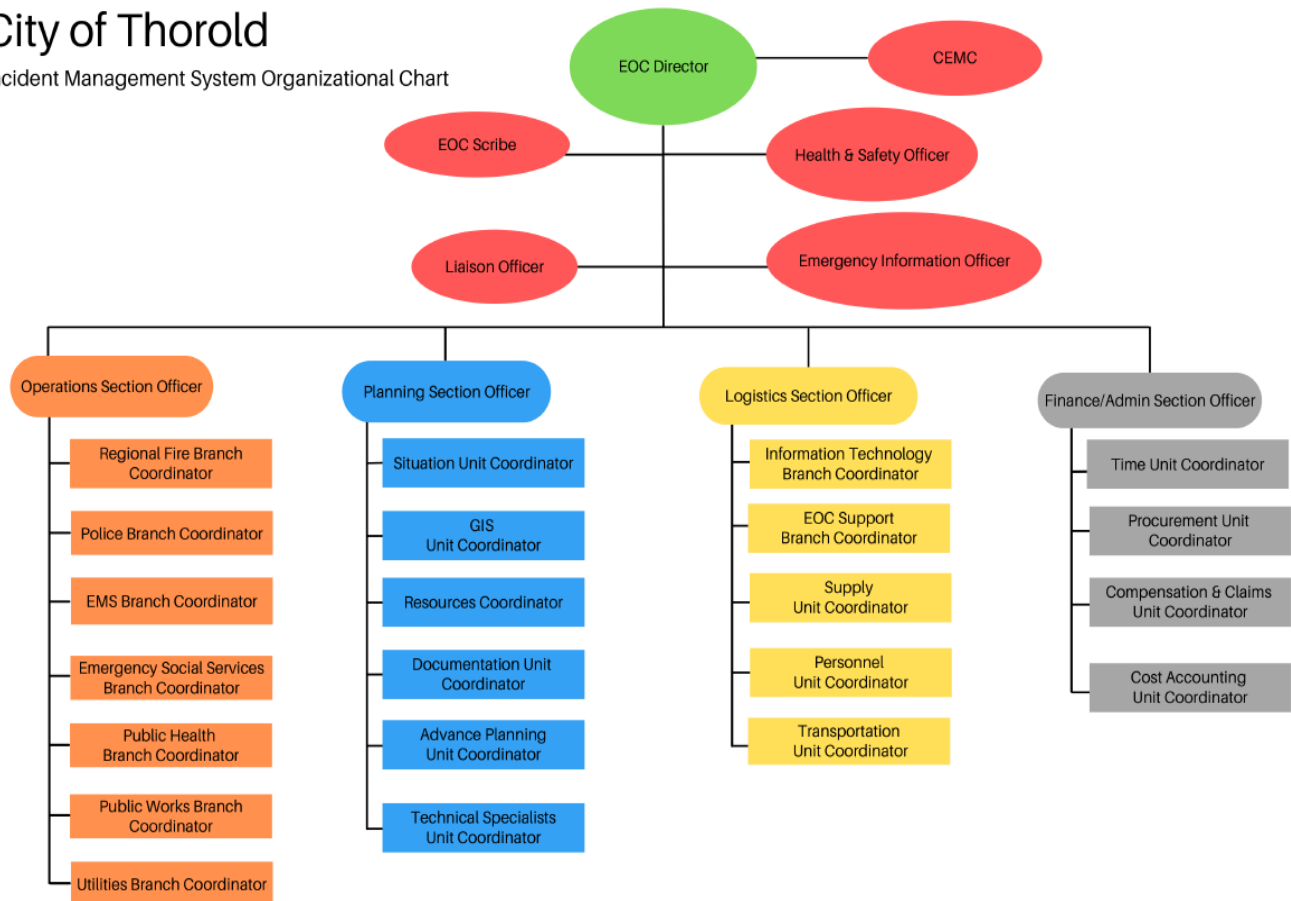 City of Thorold
ncident Management System Organizational Chart
EOC Director
CEMC
EOC Scribe
Health & Safety Officer
Liaison Officer
Emergency Information Officer
Operations Section Officer
Regional Fire Branch
Coordinator
Police Branch Coordinator
EMS Branch Coordinator
Emergency Social Services
Branch Coordinator
Public Health
Branch Coordinator
Public Works Branch
Coordinator
Utilities Branch Coordinator
Planning Section Officer
Situation Unit Coordinator
GIS
Unit Coordinator
Resources Coordinator
Documentation Unit
Coordinator
Advance Planning
Unit Coordinator
Technical Specialists
Unit Coordinator
Logistics Section Officer
Information Technology
Branch Coordinator
EOC Support
Branch Coordinator
Supply
Unit Coordinator
Personnel
Unit Coordinator
Transportation
Unit Coordinator
Finance/Admin Section Officer
Time Unit Coordinator
Procurement Unit
Coordinator
Compensation & Claims
Unit Coordinator
Cost Accounting
Unit Coordinator